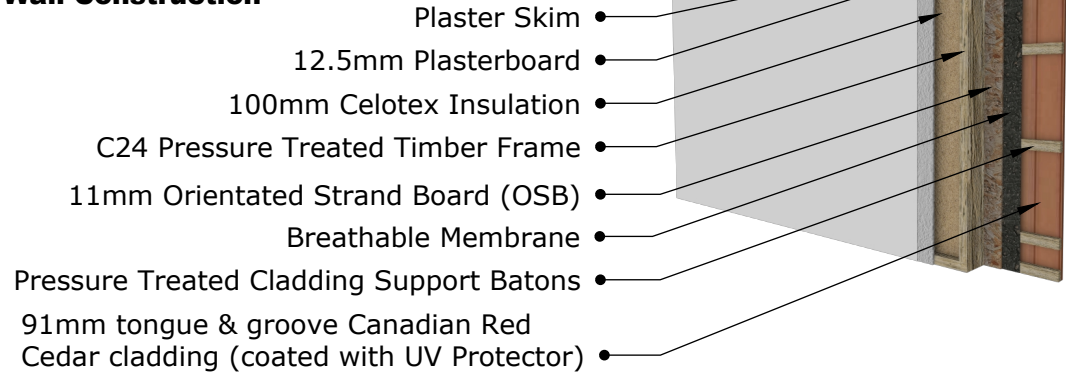 Wall Construction
Plaster Skim
12.5mm Plasterboard
100mm Celotex Insulation
C24 Pressure Treated Timber Frame
11mm Orientated Strand Board (OSB)
Breathable Membrane
Pressure Treated Cladding Support Batons
91mm tongue & groove Canadian Red
Cedar cladding (coated with UV Protector)